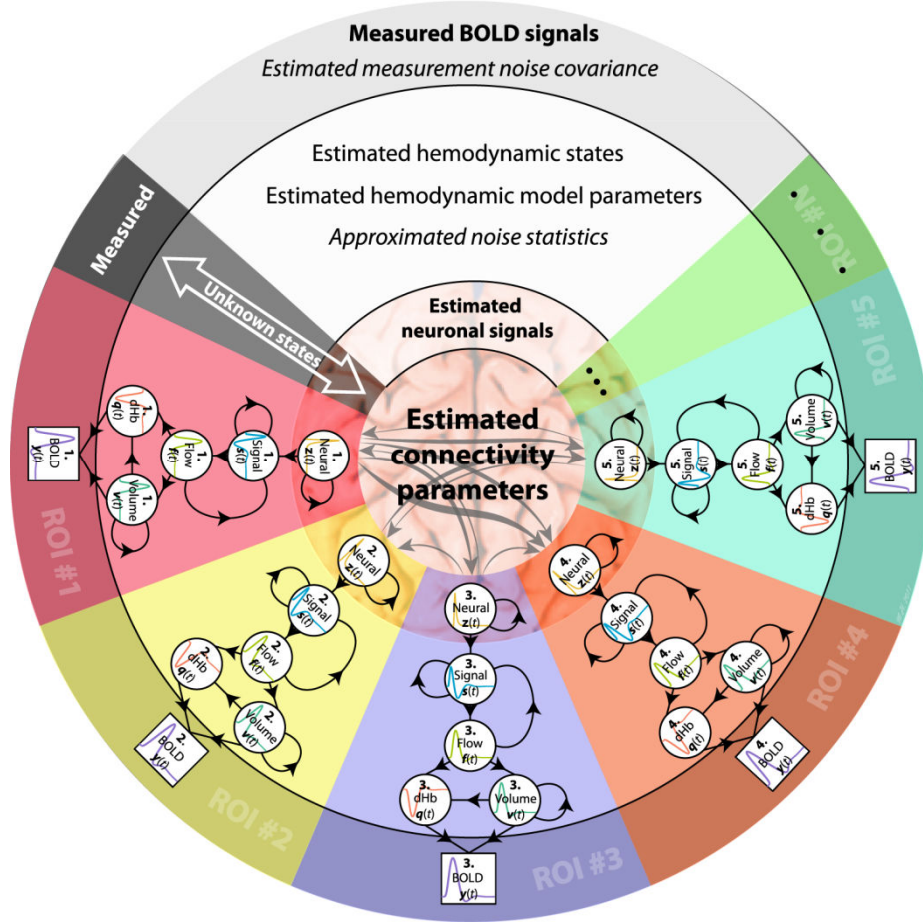 Measured BOLD signals
Estimated measurement noise covariance
Estimated hemodynamic states
Estimated hemodynamic model parameters
Approximated noise statistics
Measured
Unknown states
Estimated
neuronal signals
Estimated
connectivity
parameters
ROI #1
1.
Neural
z(t)
1.
Signal
s(t)
1.
Flow
f(t)
1.
dHb
q(t)
1.
Volume
v(t)
1.
BOLD
y(t)
ROI #2
2.
Neural
z(t)
2.
Signal
s(t)
2.
Flow
f(t)
2.
dHb
q(t)
2.
Volume
v(t)
2.
BOLD
y(t)
ROI #3
3.
Neural
z(t)
3.
Signal
s(t)
3.
Flow
f(t)
3.
dHb
q(t)
3.
Volume
v(t)
3.
BOLD
y(t)
ROI #4
4.
Neural
z(t)
4.
Signal
s(t)
4.
Flow
f(t)
4.
Volume
v(t)
4.
dHb
q(t)
4.
BOLD
y(t)
ROI #5
5.
Neural
z(t)
5.
Signal
s(t)
5.
Flow
f(t)
5.
Volume
v(t)
5.
dHb
q(t)
5.
BOLD
y(t)
ROI #N